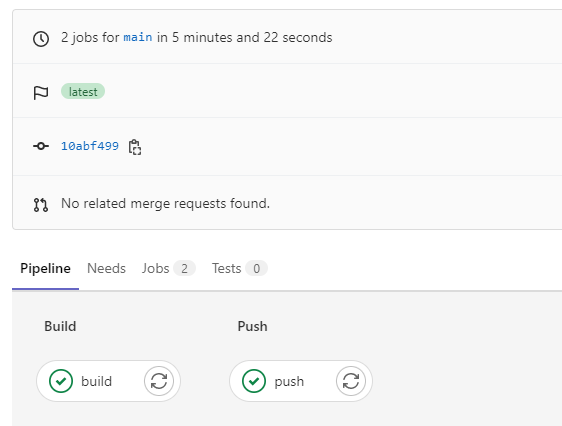 2 jobs for main in 5 minutes and 22 seconds
latest
10abf499
No related merge requests found.
Pipeline Needs Jobs 2 Tests 0
Build Push
build push